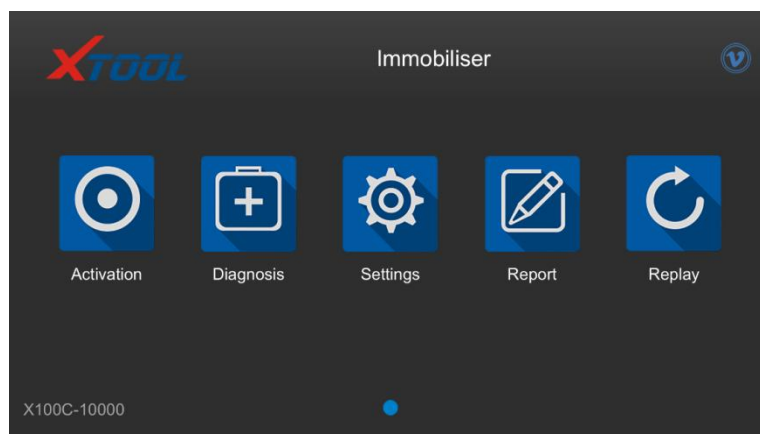 XTOOL
Immobiliser
V
Activation
Diagnosis
Settings
Report
Replay
X100C-10000